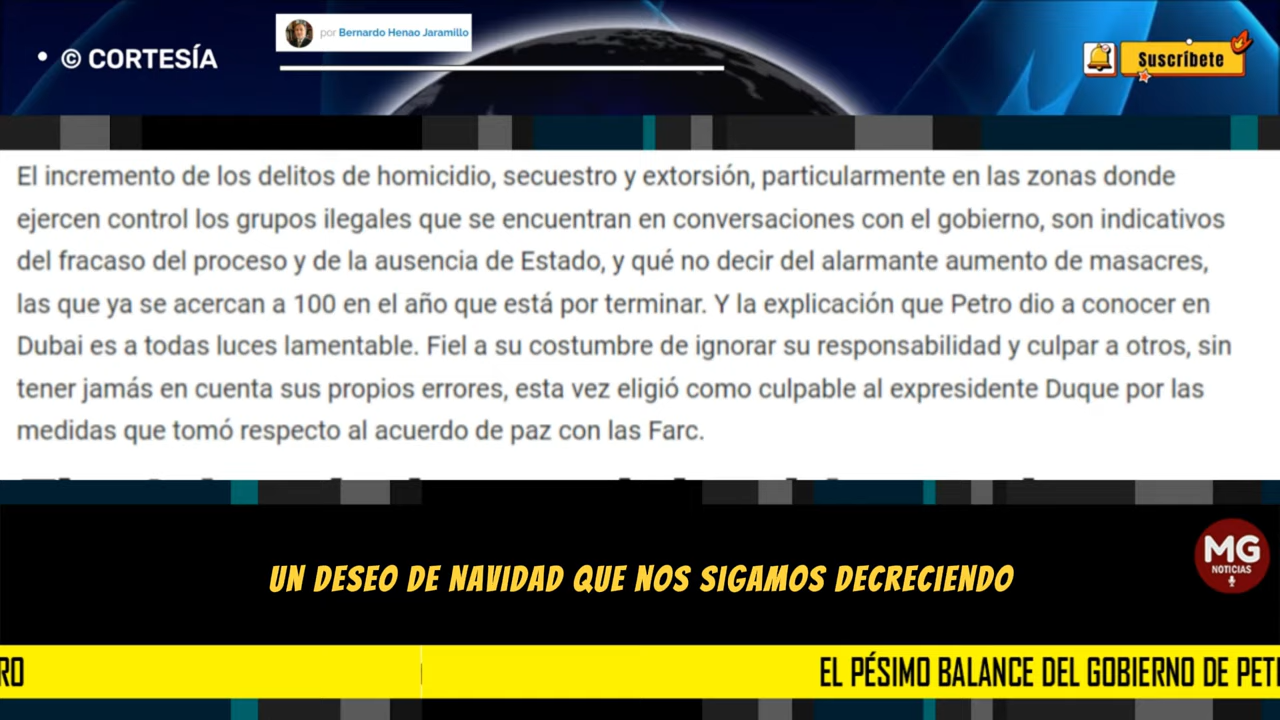 • © CORTESÍA
por Bernardo Henao Jaramillo
Suscríbete
El incremento de los delitos de homicidio, secuestro y extorsión, particularmente en las zonas donde
ejercen control los grupos ilegales que se encuentran en conversaciones con el gobierno, son indicativos
del fracaso del proceso y de la ausencia de Estado, y qué no decir del alarmante aumento de masacres,
las que ya se acercan a 100 en el año que está por terminar. Y la explicación que Petro dio a conocer en
Dubai es a todas luces lamentable. Fiel a su costumbre de ignorar su responsabilidad y culpar a otros, sin
tener jamás en cuenta sus propios errores, esta vez eligió como culpable al expresidente Duque por las
medidas que tomó respecto al acuerdo de paz con las Farc.
MG
NOTICIAS
UN DESEO DE NAVIDAD QUE NOS SIGAMOS DECRECIENDO
RO EL PÉSIMO BALANCE DEL GOBIERNO DE PET